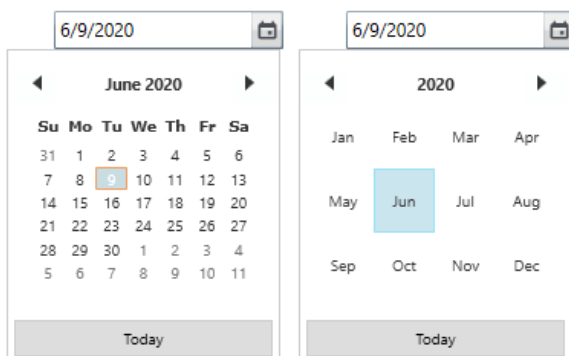 6/9/2020
June 2020
Su Mo Tu We Th Fr Sa
31 1 2 3 4 5 6
7 8 9 10 11 12 13
14 15 16 17 18 19 20
21 22 23 24 25 26 27
28 29 30 1 2 3 4
5 6 7 8 9 10 11
Today
6/9/2020
2020
Jan Feb Mar Apr
May Jun Jul Aug
Sep Oct Nov Dec
Today